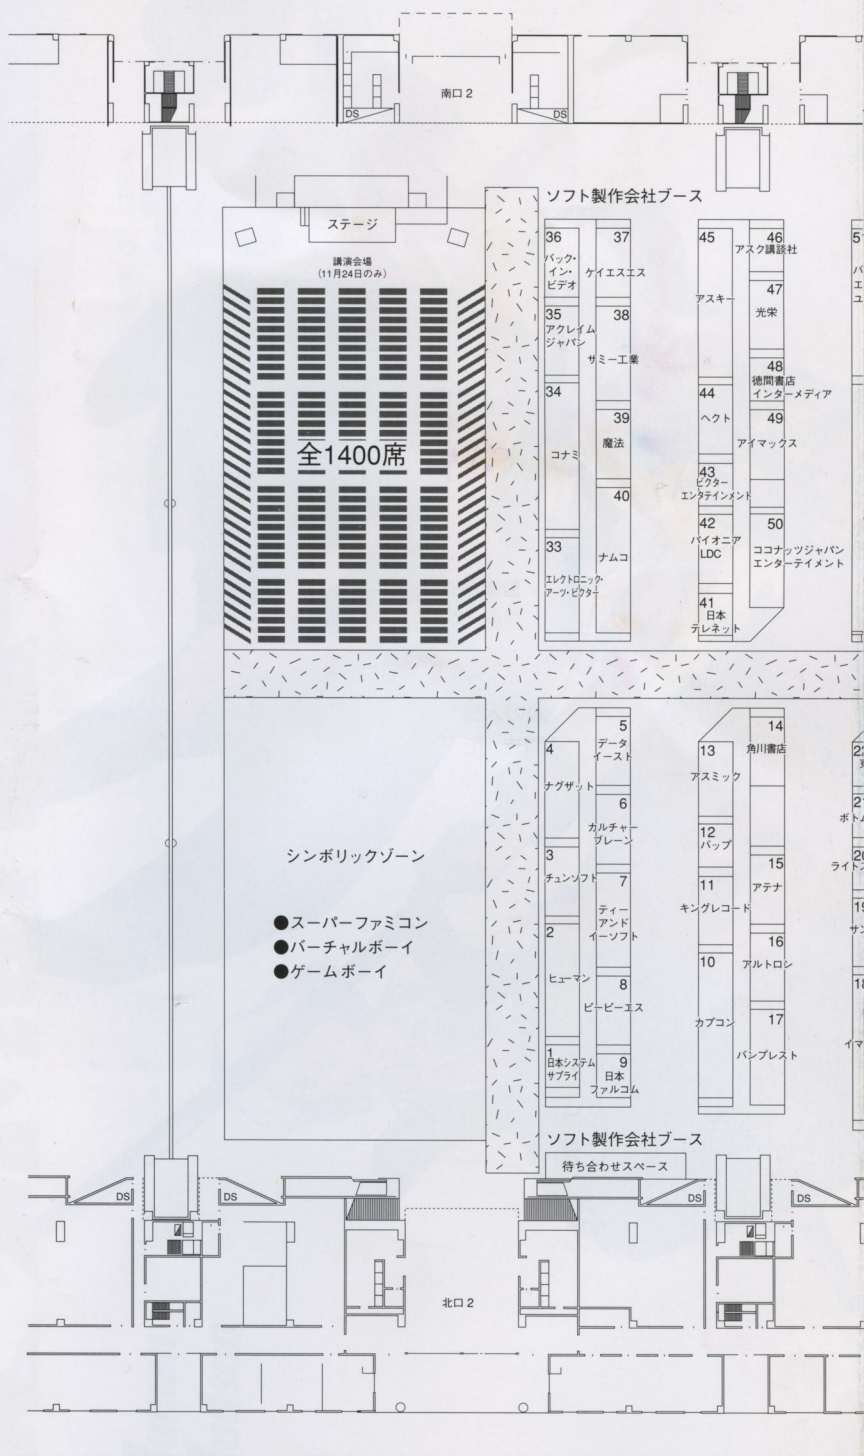 南口2
DS
DS
ソフト製作会社ブース
ステージ
講演会場
(11月24日のみ)
全1400席
36
パック・
イン・
ビデオ
35
アクレイム
ジャパン
34
コナミ
33
エレクトロニック・
アーツ・ビクター
37
ケイエスエス
38
サミー工業
39
魔法
40
ナムコ
45
アスキー
44
ヘクト
43
ビクター
エンタテインメント
42
パイオニア
LDC
41
日本
テレネット
46
アスク講談社
47
光栄
48
徳間書店
インターメディア
49
アイマックス
50
ココナッツジャパン
エンターテイメント
シンボリックゾーン
●スーパーファミコン
●バーチャルボーイ
●ゲームボーイ
4
ナグザット
3
チュンソフト
2
ヒューマン
1
日本システム
サプライ
5
データ
イースト
6
カルチャー
ブレーン
7
ティー
アンド
イーソフト
8
ビーピーエス
9
日本
ファルコム
13
アスミック
12
バップ
11
キングレコード
10
カプコン
14
角川書店
15
アテナ
16
アルトロン
17
バンプレスト
ボトム
20
ライト
19
サン
18
イマ
ソフト製作会社ブース
待ち合わせスペース
DS
DS
DS
DS
北口2